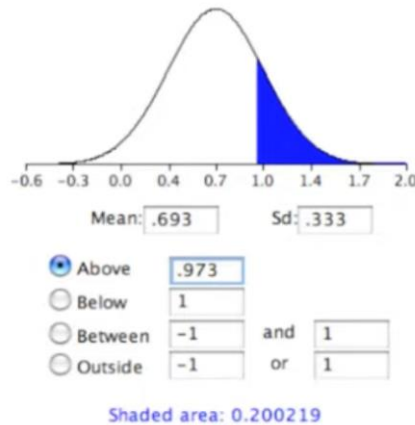 -0.6 -0.3 0.0 0.4 0.7 1.0 1.4 1.7 2.0
Mean: .693 Sd: .333
Above .973
Below 1
Between -1 and 1
Outside -1 or 1
Shaded area: 0.200219